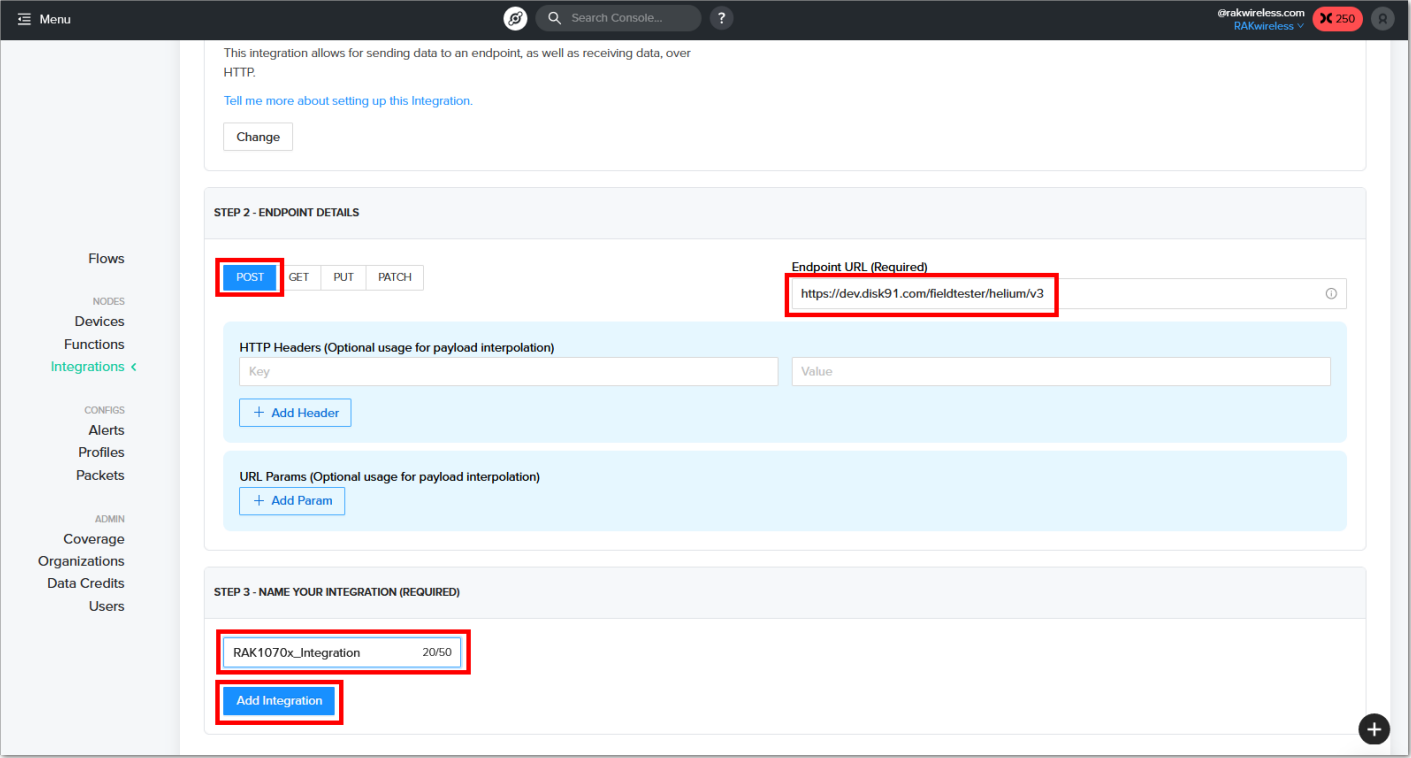 Menu
Search Console...
?
@rakwireless.com
RAKwireless
250
This integration allows for sending data to an endpoint, as well as receiving data, over
HTTP.
Tell me more about setting up this Integration.
Change
Flows
NODES
Devices
Functions
Integrations
CONFIGS
Alerts
Profiles
Packets
ADMIN
Coverage
Organizations
Data Credits
Users
STEP 2 - ENDPOINT DETAILS
POST GET PUT PATCH
Endpoint URL (Required)
https://dev.disk91.com/fieldtester/helium/v3
HTTP Headers (Optional usage for payload interpolation)
Key Value
+ Add Header
URL Params (Optional usage for payload interpolation)
+ Add Param
STEP 3 - NAME YOUR INTEGRATION (REQUIRED)
RAK1070x_Integration 20/50
Add Integration
+